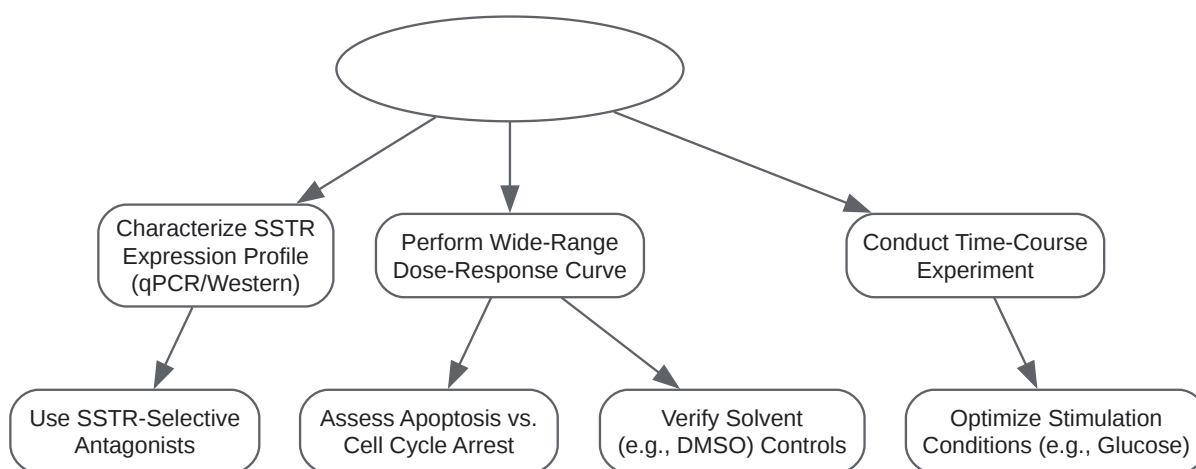 Characterize SSTR
Expression Profile
(qPCR/Western)
Perform Wide-Range
Dose-Response Curve
Conduct Time-Course
Experiment
Use SSTR-Selective
Antagonists
Assess Apoptosis vs.
Cell Cycle Arrest
Verify Solvent
(e.g., DMSO) Controls
Optimize Stimulation
Conditions (e.g., Glucose)